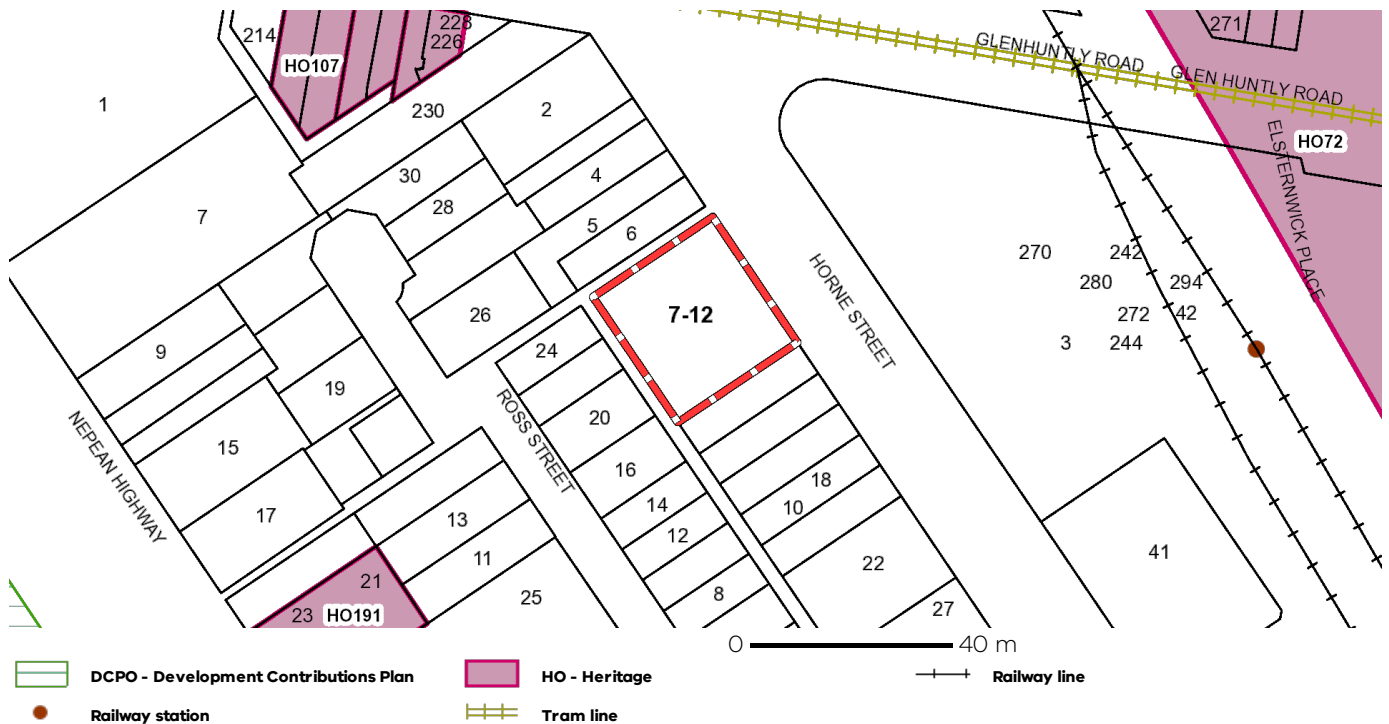 214
228
226
HO107
271
GLENHUNTLY ROAD
GLEN HUNTLY ROAD
1
230
2
ELSTERNWICK PLACE
HO72
30
4
28
7
5
6
270
242
HORNE STREET
280
294
7-12
272
42
26
3
244
9
24
19
ROSS STREET
20
NEPEAN HIGHWAY
15
16
18
14
10
17
13
12
41
11
22
21
8
25
23
HO191
27
0
40 m
DCPO - Development Contributions Plan
HO - Heritage
Railway line
Railway station
Tram line